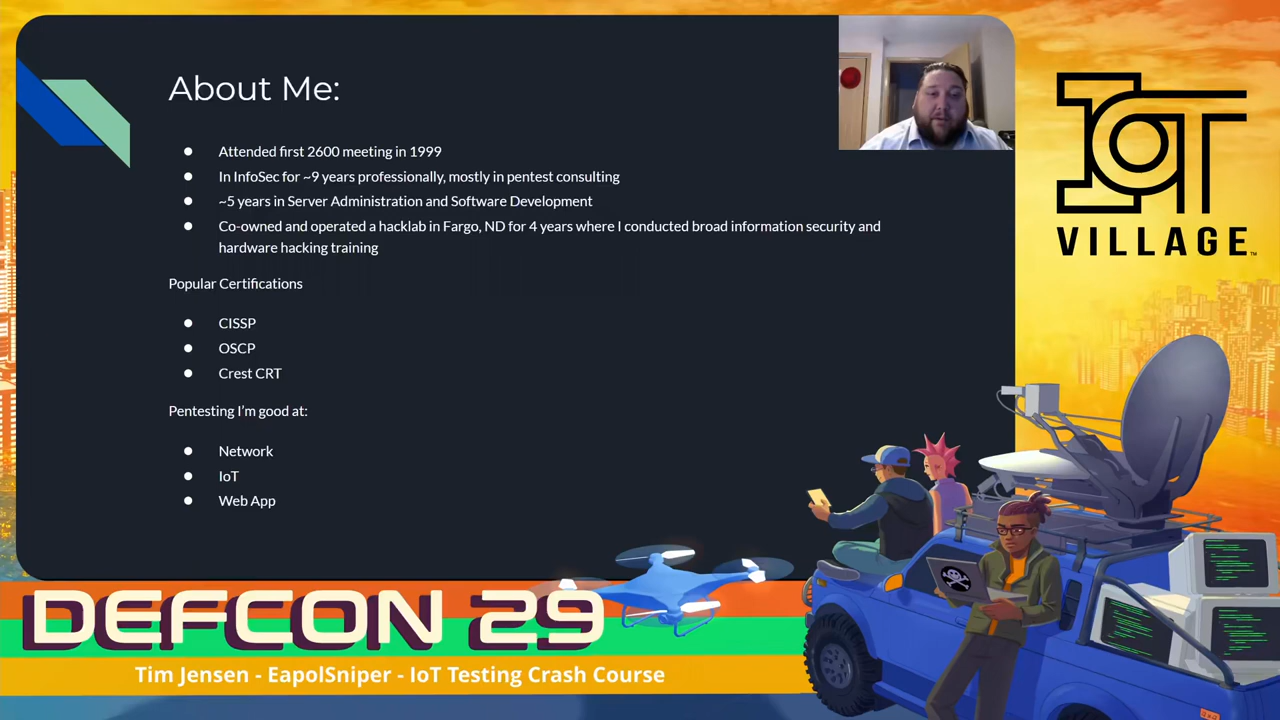 About Me:
Attended first 2600 meeting in 1999
In InfoSec for ~9 years professionally, mostly in pentest consulting
~5 years in Server Administration and Software Development
Co-owned and operated a hacklab in Fargo, ND for 4 years where I conducted broad information security and
hardware hacking training
Popular Certifications
CISSP
OSCP
Crest CRT
Pentesting I'm good at:
Network
IoT
Web App
IOT
VILLAGE™
DEFCON 29
Tim Jensen - EapolSniper - IoT Testing Crash Course